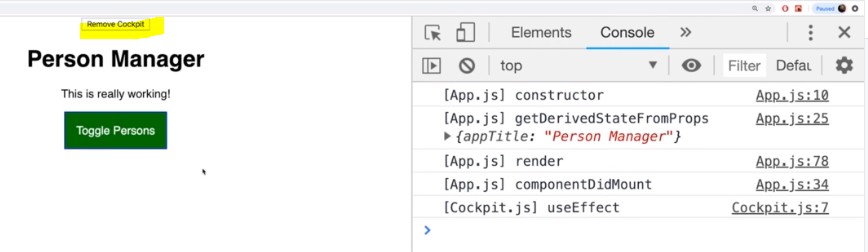 Paused
Remove Cockpit
Person Manager
This is really working!
Toggle Persons
Elements Console »
top Filter Defau
[App.js] constructor App.js:10
[App.js] getDerivedStateFromProps App.js:25
{appTitle: "Person Manager"}
[App.js] render App.js:78
[App.js] componentDidMount App.js:34
[Cockpit.js] useEffect Cockpit.js:7